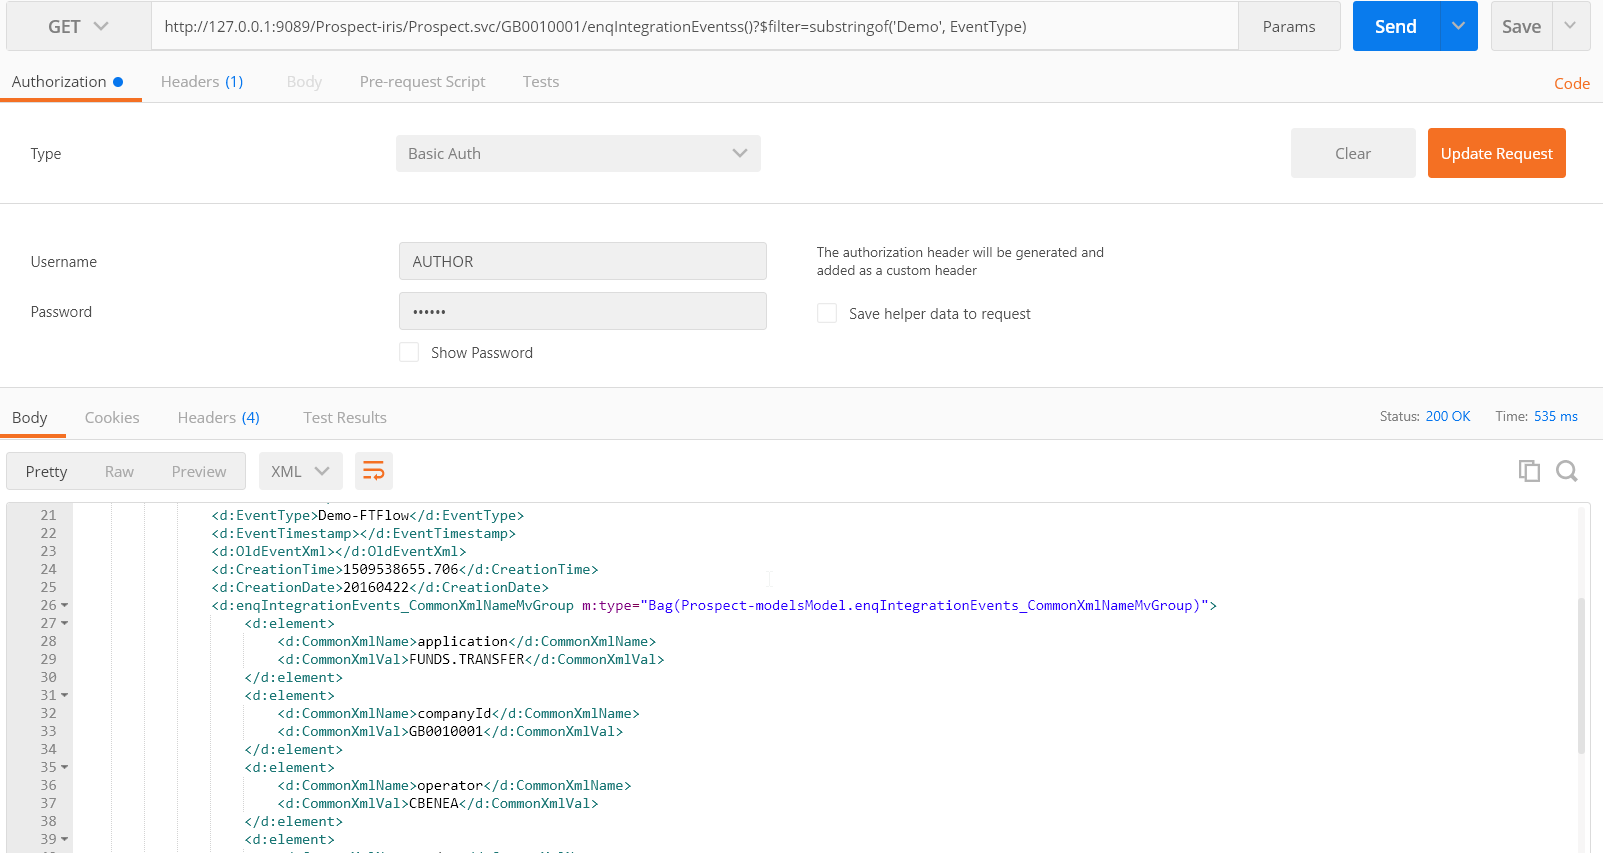 GET http://127.0.0.1:9089/Prospect-iris/Prospect.svc/GB0010001/enqIntegrationEventss()?$filter=substringof('Demo', EventType) Params Send Save
Authorization Headers (1) Body Pre-request Script Tests Code
Type Basic Auth Clear Update Request
Username AUTHOR The authorization header will be generated and
added as a custom header
Password •••••• Save helper data to request
Show Password
Body Cookies Headers (4) Test Results Status: 200 OK Time: 535 ms
Pretty Raw Preview XML
21 <d:EventType>Demo-FTFlow</d:EventType>
22 <d:EventTimestamp></d:EventTimestamp>
23 <d:OldEventXml></d:OldEventXml>
24 <d:CreationTime>1509538655.706</d:CreationTime>
25 <d:CreationDate>20160422</d:CreationDate>
26 <d:enqIntegrationEvents_CommonXmlNameMvGroup m:type="Bag(Prospect-modelsModel.enqIntegrationEvents_CommonXmlNameMvGroup)">
27 <d:element>
28 <d:CommonXmlName>application</d:CommonXmlName>
29 <d:CommonXmlVal>FUNDS.TRANSFER</d:CommonXmlVal>
30 </d:element>
31 <d:element>
32 <d:CommonXmlName>companyId</d:CommonXmlName>
33 <d:CommonXmlVal>GB0010001</d:CommonXmlVal>
34 </d:element>
35 <d:element>
36 <d:CommonXmlName>operator</d:CommonXmlName>
37 <d:CommonXmlVal>CBENEA</d:CommonXmlVal>
38 </d:element>
39 <d:element>